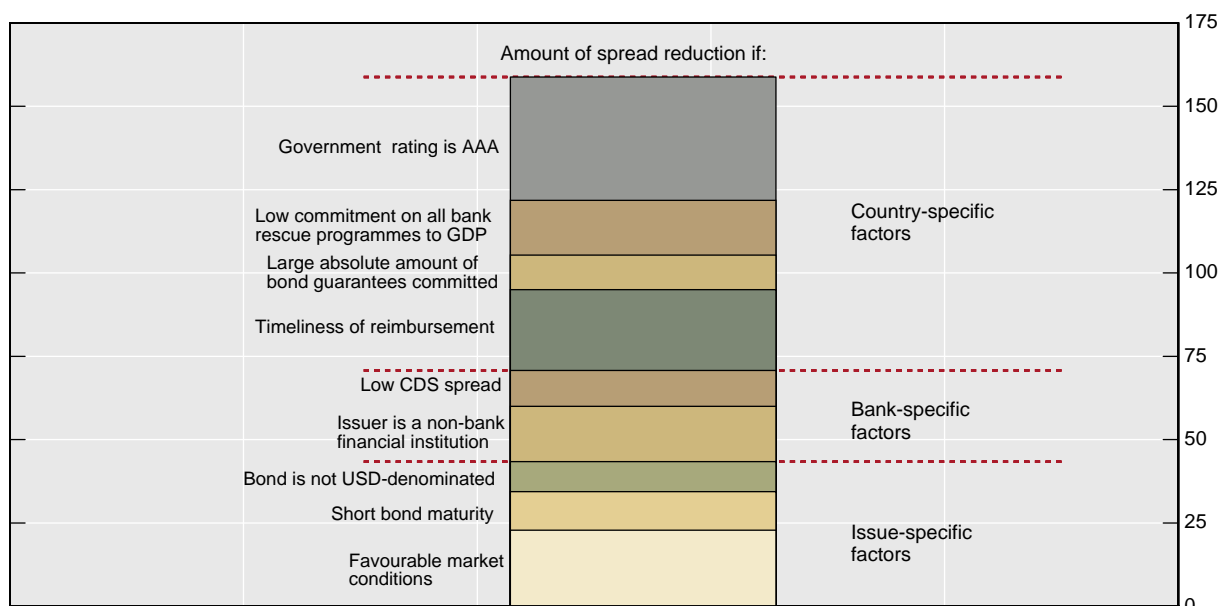 175
Amount of spread reduction if:
150
Government rating is AAA
125
Low commitment on all bank
rescue programmes to GDP
Country-specific
factors
Large absolute amount of
bond guarantees committed
100
Timeliness of reimbursement
75
Low CDS spread
Issuer is a non-bank
financial institution
Bank-specific
factors
50
Bond is not USD-denominated
Short bond maturity
25
Issue-specific
factors
Favourable market
conditions
0